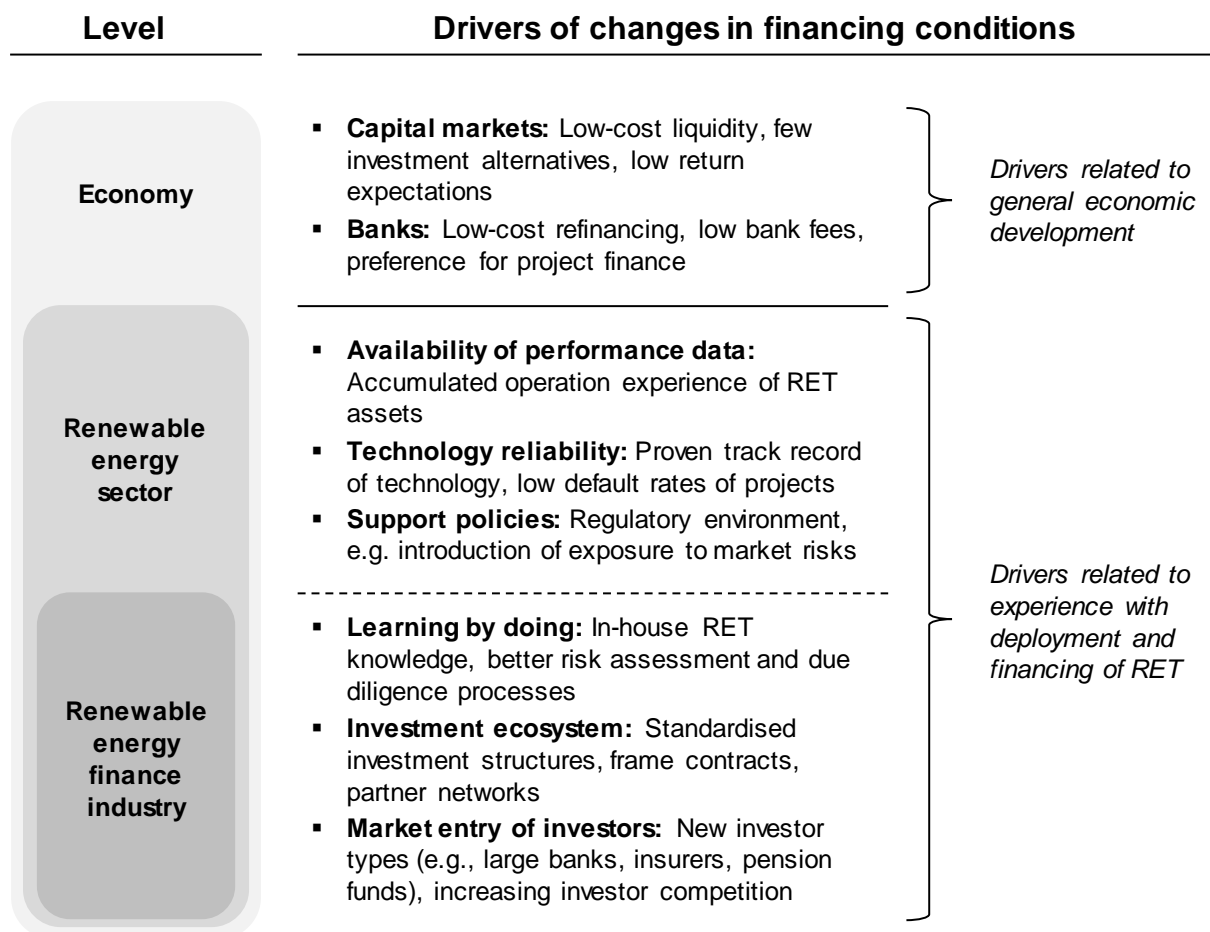 Level
Drivers of changes in financing conditions
Economy
▪ Capital markets: Low-cost liquidity, few
investment alternatives, low return
expectations
▪ Banks: Low-cost refinancing, low bank fees,
preference for project finance
Drivers related to
general economic
development
Renewable
energy
sector
▪ Availability of performance data:
Accumulated operation experience of RET
assets
▪ Technology reliability: Proven track record
of technology, low default rates of projects
▪ Support policies: Regulatory environment,
e.g. introduction of exposure to market risks
Renewable
energy
finance
industry
▪ Learning by doing: In-house RET
knowledge, better risk assessment and due
diligence processes
▪ Investment ecosystem: Standardised
investment structures, frame contracts,
partner networks
▪ Market entry of investors: New investor
types (e.g., large banks, insurers, pension
funds), increasing investor competition
Drivers related to
experience with
deployment and
financing of RET